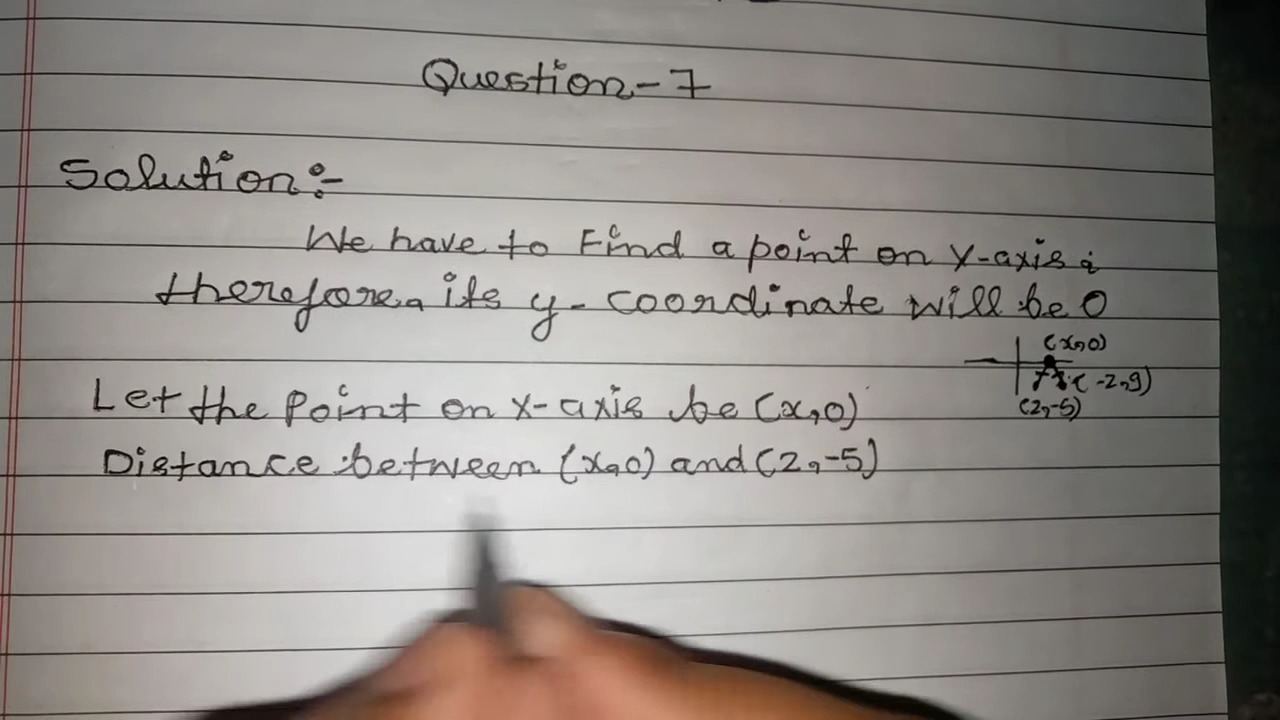 Question-7
Solution:-
We have to Find a point on X-axis;
therefore, its y-coordinate will be 0
(x,0)
(-2,9)
(2,-5)
Let the Point on X-axis be (x,0)
Distance between (x,0) and (2,-5)